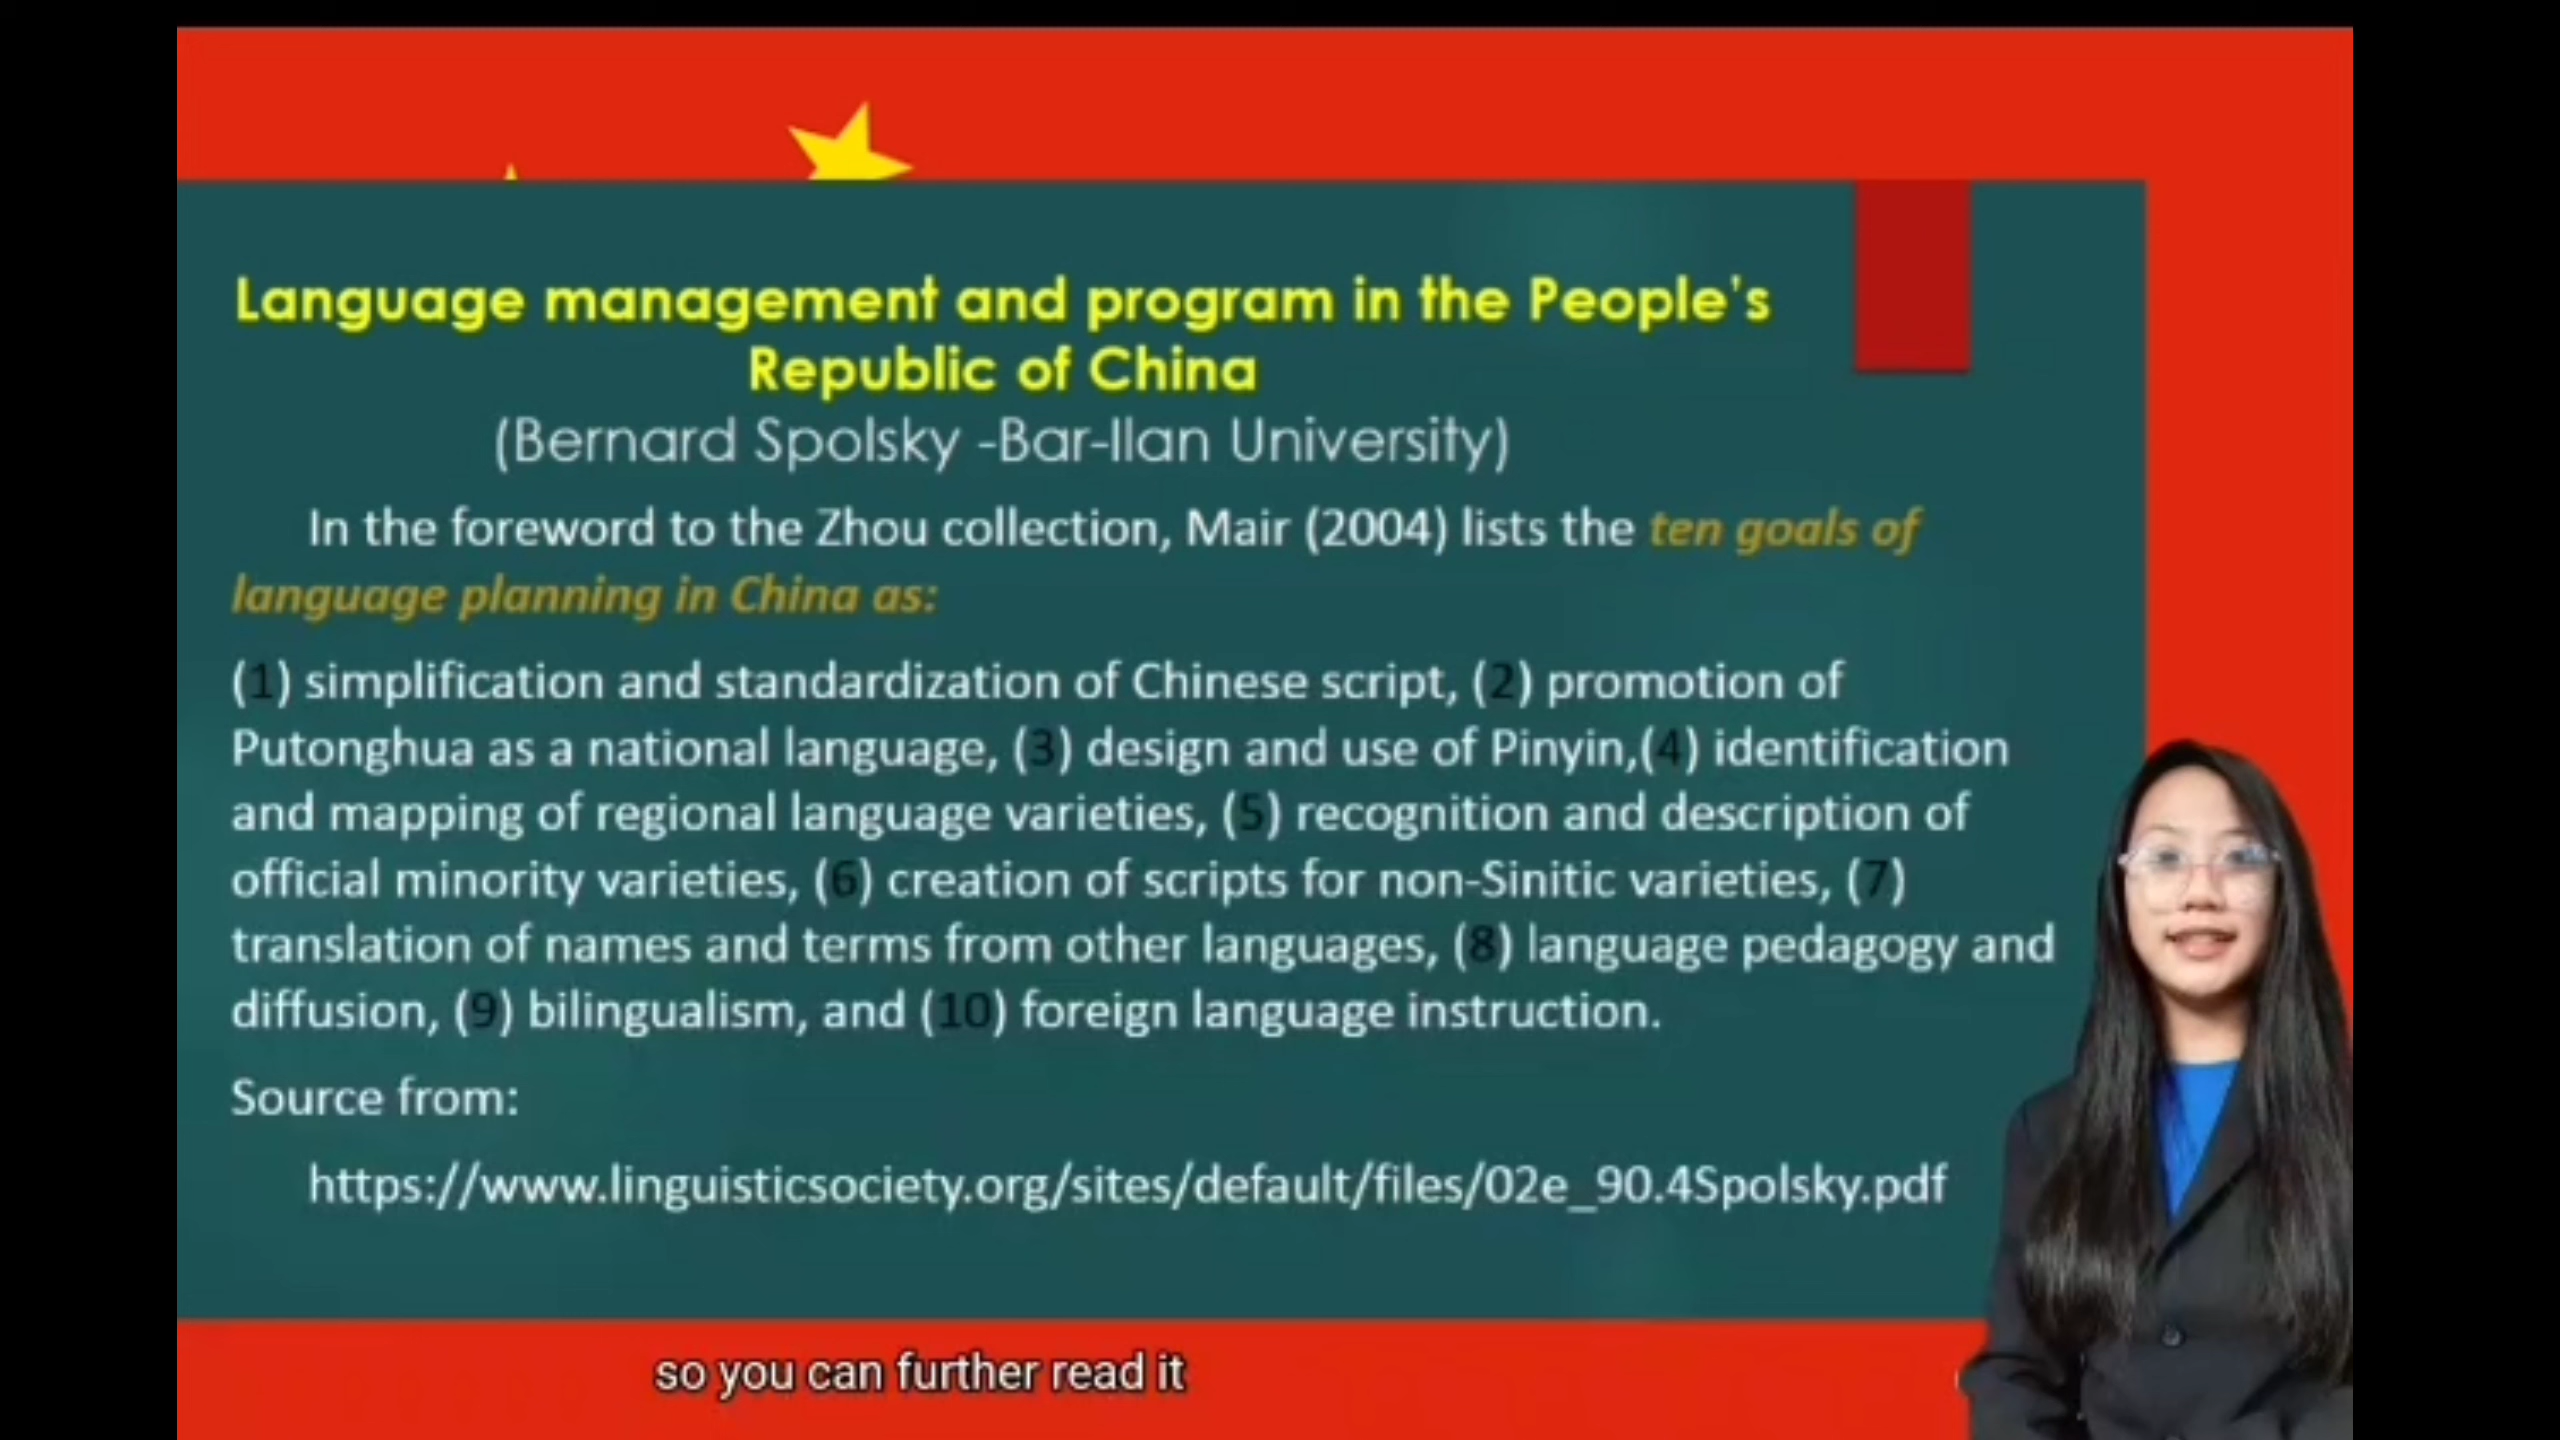 Language management and program in the People's
Republic of China
(Bernard Spolsky -Bar-Ilan University)
In the foreword to the Zhou collection, Mair (2004) lists the ten goals of
language planning in China as:
(1) simplification and standardization of Chinese script, (2) promotion of
Putonghua as a national language, (3) design and use of Pinyin,(4) identification
and mapping of regional language varieties, (5) recognition and description of
official minority varieties, (6) creation of scripts for non-Sinitic varieties, (7)
translation of names and terms from other languages, (8) language pedagogy and
diffusion, (9) bilingualism, and (10) foreign language instruction.
Source from:
https://www.linguisticsociety.org/sites/default/files/02e_90.4Spolsky.pdf
so you can further read it